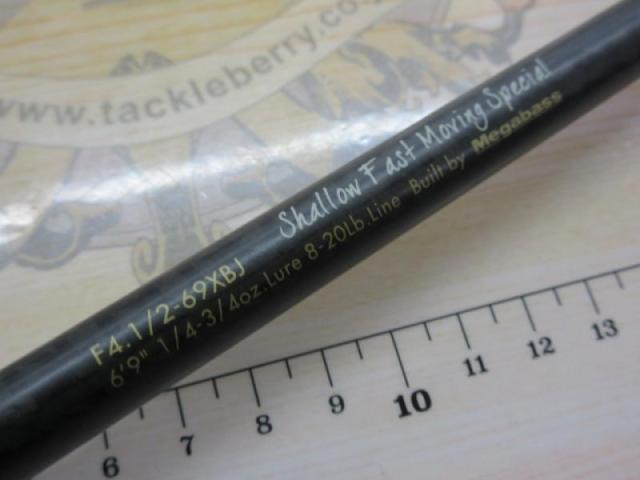 www.tackleberry.co
Shallow Fast Moving Special
F4.1/2-69XBJ
6'9" 1/4-3/4oz.Lure 8-20Lb.Line Built by Megabass
6 7 8 9 10 11 12 13